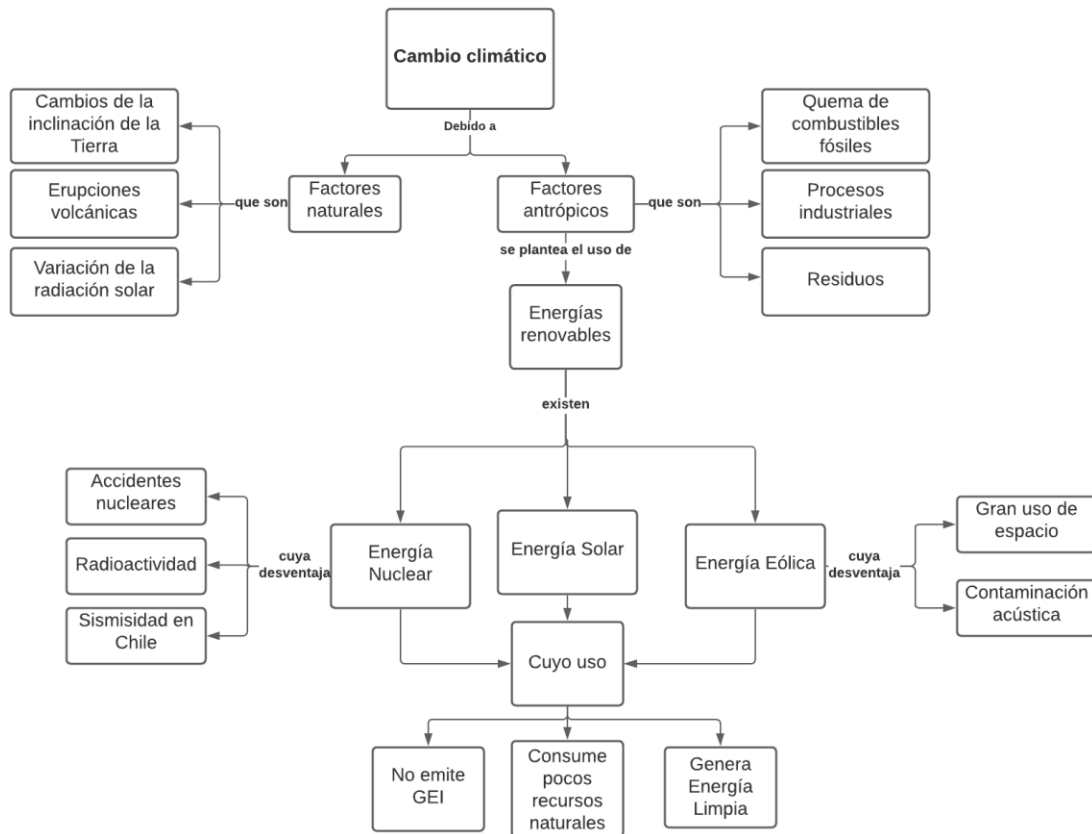 Cambio climático
Debido a
Cambios de la
inclinación de la
Tierra
Erupciones
volcánicas
Variación de la
radiación solar
que son
Factores
naturales
Factores
antrópicos
que son
Quema de
combustibles
fósiles
Procesos
industriales
Residuos
se plantea el uso de
Energías
renovables
existen
Accidentes
nucleares
Radioactividad
Sismisidad en
Chile
cuya
desventaja
Energía
Nuclear
Energía Solar
Energía Eólica
cuya
desventaja
Gran uso de
espacio
Contaminación
acústica
Cuyo uso
No emite
GEI
Consume
pocos
recursos
naturales
Genera
Energía
Limpia